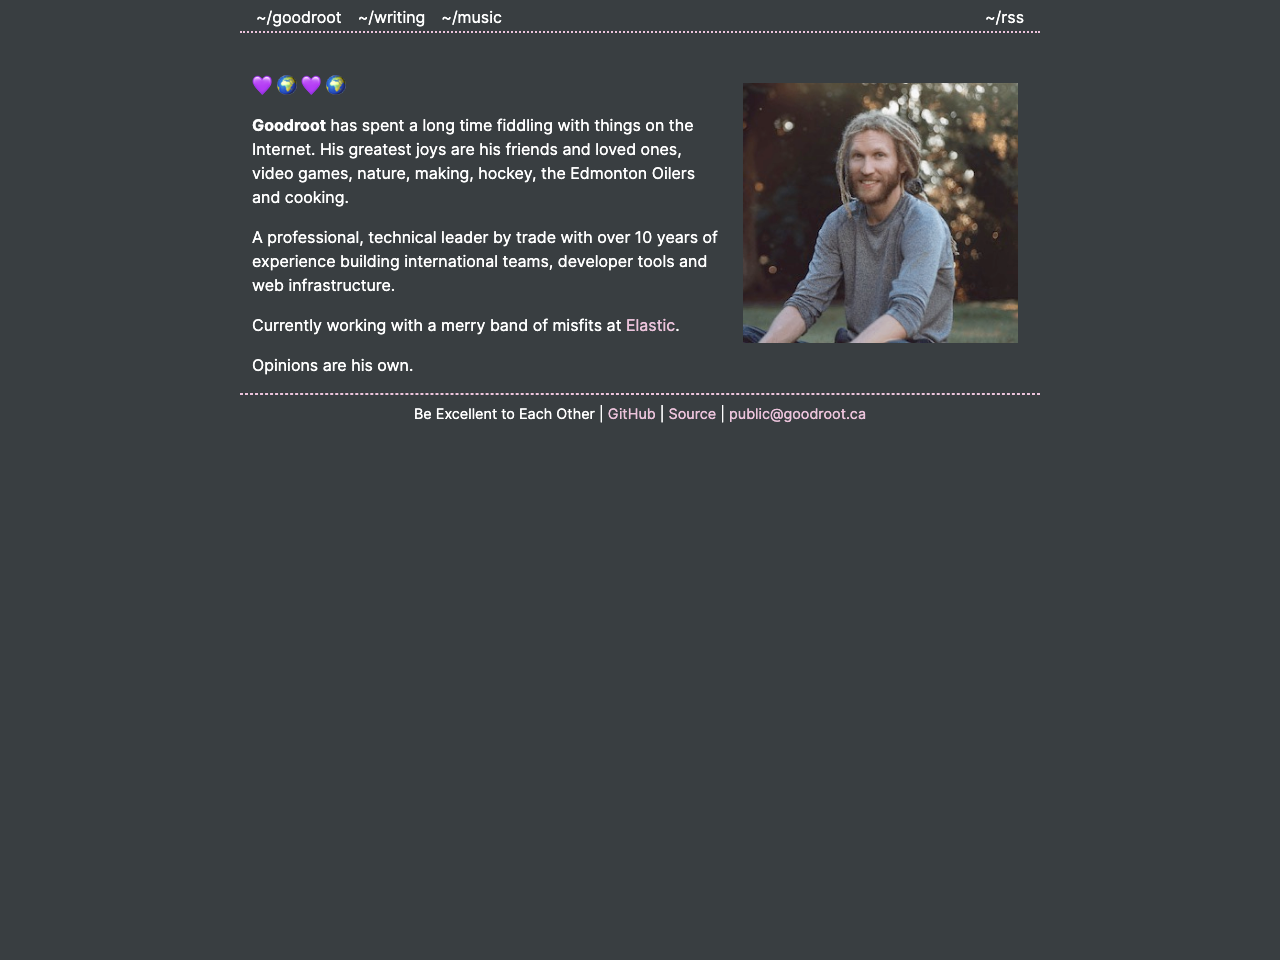 ~/goodroot ~/writing ~/music ~/rss
💜 🌍 💜 🌍
Goodroot has spent a long time fiddling with things on the
Internet. His greatest joys are his friends and loved ones,
video games, nature, making, hockey, the Edmonton Oilers
and cooking.
A professional, technical leader by trade with over 10 years of
experience building international teams, developer tools and
web infrastructure.
Currently working with a merry band of misfits at Elastic.
Opinions are his own.
Be Excellent to Each Other | GitHub | Source | public@goodroot.ca